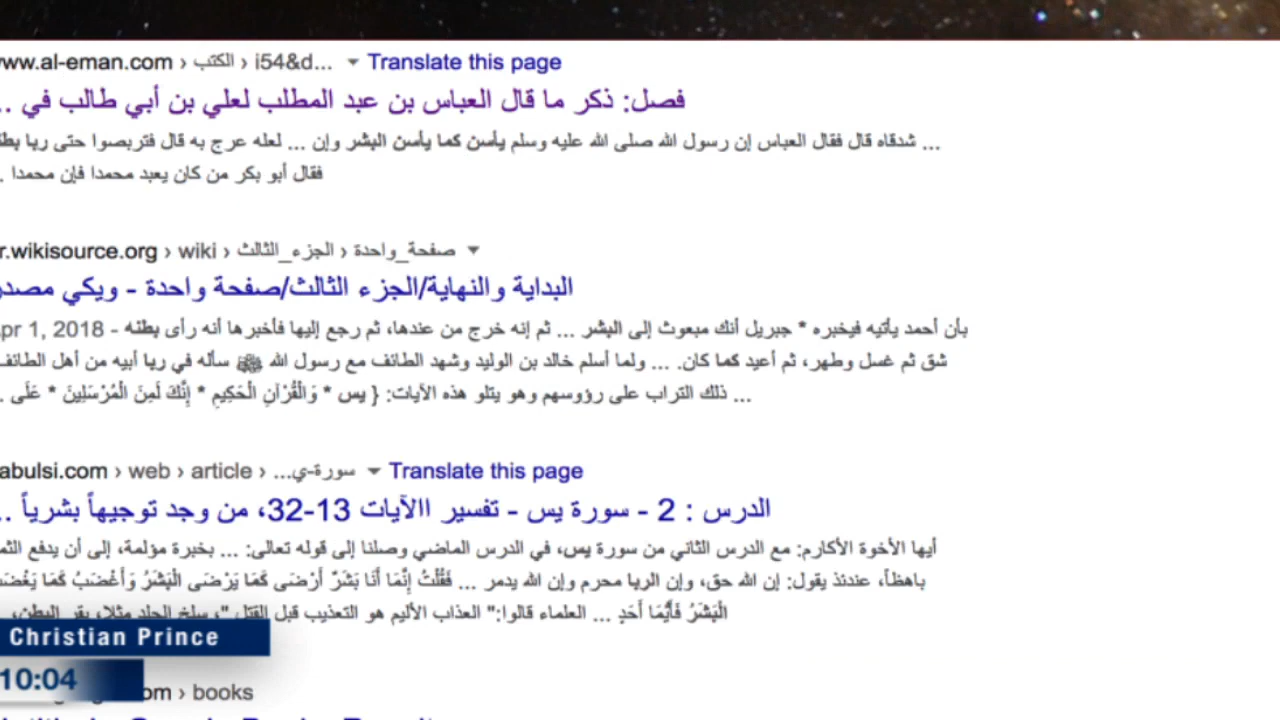 www.al-eman.com › الكتب › i54&d... Translate this page
فصل: ذكر ما قال العباس بن عبد المطلب لعلي بن أبي طالب في ..
... شدقاه قال فقال العباس إن رسول الله صلى الله عليه وسلم يأسن كما يأسن البشر وإن ... لعله عرج به قال فتربصوا حتى ربا
فقال أبو بكر من كان يعبد محمدا فإن محمدا .
r.wikisource.org › wiki › الجزء_الثالث › صفحة_واحدة
البداية والنهاية/الجزء الثالث/صفحة واحدة - ويكي مصدر
pr 1, 2018 - بأن أحمد يأتيه فيخبره * جبريل أنك مبعوث إلى البشر ... ثم إنه خرج من عندها، ثم رجع إليها فأخبرها أنه رأى بطنه
شق ثم غسل وطهر، ثم أعيد كما كان. ... ولما أسلم خالد بن الوليد وشهد الطائف مع رسول الله ﷺ سأله في ربا أبيه من أهل الطائف
... ذلك التراب على رؤوسهم وهو يتلو هذه الآيات: { يس * وَالْقُرْآنِ الْحَكِيمِ * إِنَّكَ لَمِنَ الْمُرْسَلِينَ * عَلَى .
abulsi.com › web › article › سورة-ي... Translate this page
الدرس : 2 - سورة يس - تفسير االآيات 13-32، من وجد توجيهاً بشرياً ..
أيها الأخوة الأكارم: مع الدرس الثاني من سورة يس، في الدرس الماضي وصلنا إلى قوله تعالى: ... بخبرة مؤلمة، إلى أن يدفع
باهظاً، عندئذ يقول: إن الله حق، وإن الربا محرم وإن الله يدمر ... فَقُلْتُ إِنَّمَا أَنَا بَشَرٌ أَرْضَى كَمَا يَرْضَى الْبَشَرُ وَأَغْضَبُ كَمَا
الْبَشَرُ فَأَيُّمَا أَحَدٍ ... العلماء قالوا:" العذاب الأليم هو التعذيب قبل القتل "، سلخ الجلد مثلا، بقر البطن،
Christian Prince
10:04
om › books